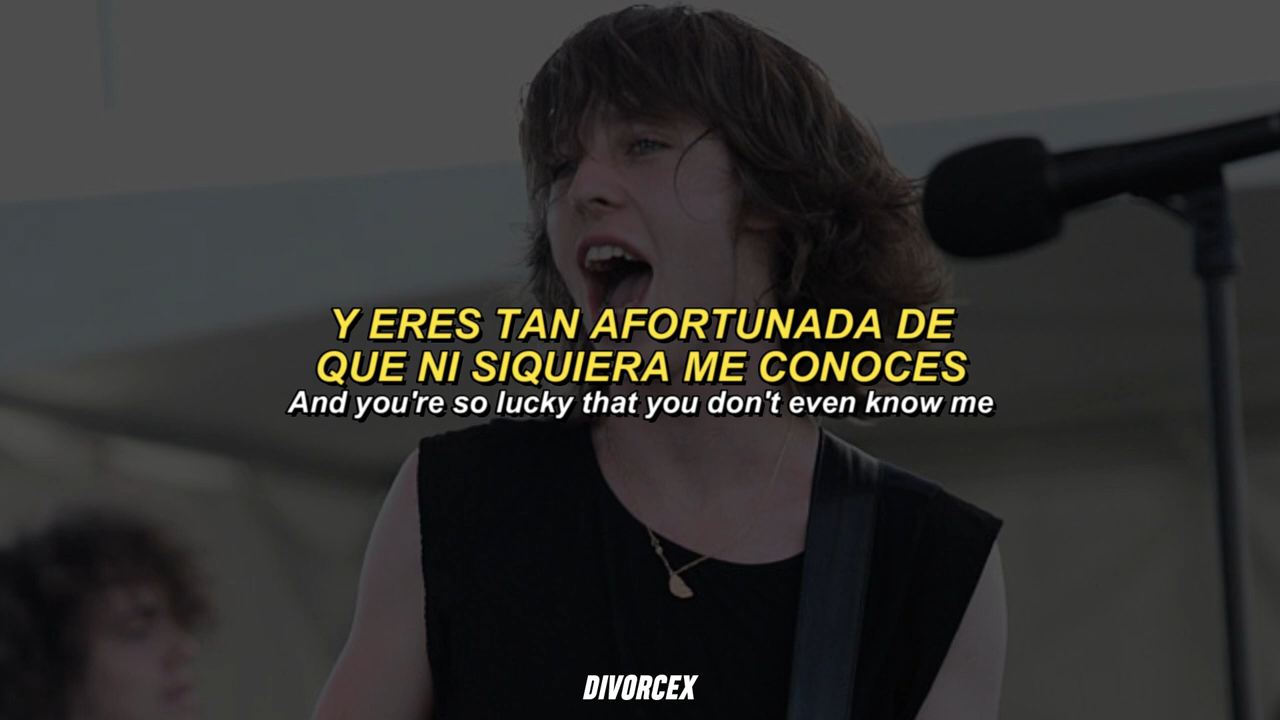 Y ERES TAN AFORTUNADA DE
QUE NI SIQUIERA ME CONOCES
And you're so lucky that you don't even know me
DIVORCEX